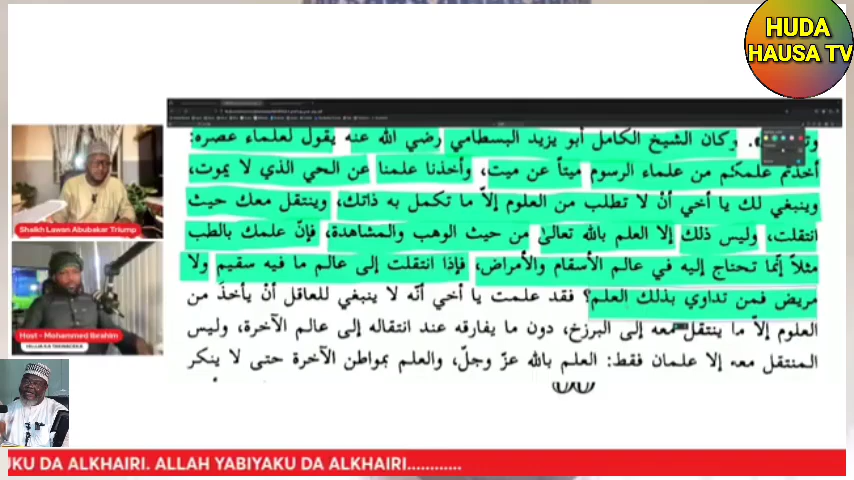 HUDA
HAUSA TV
وكان الشيخ الكامل أبو يزيد البسطامي رضي الله عنه يقول لعلماء عصره:
أخذتم علمكم من علماء الرسوم ميتاً عن ميت، وأخذنا علمنا عن الحي الذي لا يموت،
وينبغي لك يا أخي أنْ لا تطلب من العلوم إلاّ ما تكمل به ذاتك، وينتقل معك حيث
انتقلت، وليس ذلك إلا العلم بالله تعالىٰ من حيث الوهب والمشاهدة، فإنّ علمك بالطب
مثلاً إنّما تحتاج إليه في عالم الأسقام والأمراض، فإذا انتقلت إلى عالم ما فيه سقيم ولا
مريض فمن تداوي بذلك العلم؟ فقد علمت يا أخي أنّه لا ينبغي للعاقل أنْ يأخذَ من
العلوم إلاّ ما ينتقل معه إلى البرزخ، دون ما يفارقه عند انتقاله إلى عالم الآخرة، وليس
المنتقل معه إلا علمان فقط: العلم بالله عزّ وجلّ، والعلم بمواطن الآخرة حتى لا ينكر
Shaikh Lawan Abubakar Triump
Host - Mohammed Ibrahim
UKU DA ALKHAIRI. ALLAH YABIYAKU DA ALKHAIRI............